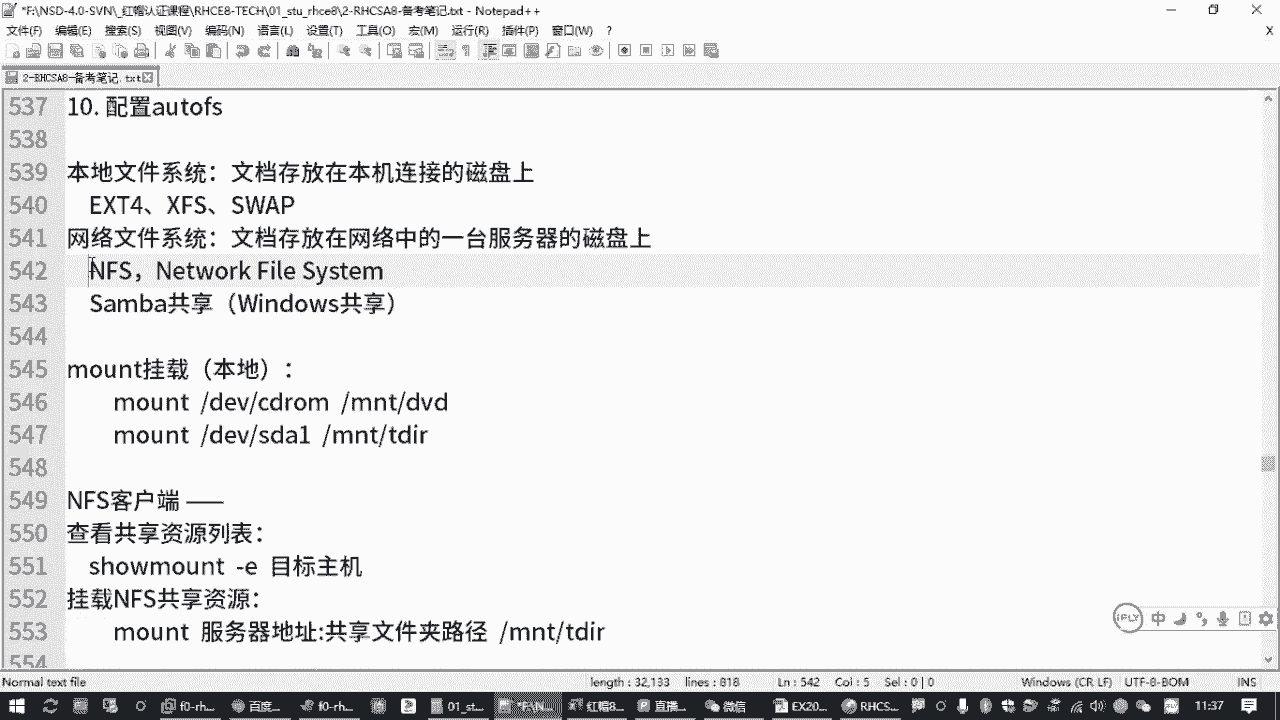 *F:\NSD-4.0-SVN\_红帽认证课程\RHCE8-TECH\01_stu_rhce8\2-RHCSA8-备考笔记.txt - Notepad++
文件(F) 编辑(E) 搜索(S) 视图(V) 编码(N) 语言(L) 设置(T) 工具(O) 宏(M) 运行(R) 插件(P) 窗口(W) ? X
2-RHCSA8-备考笔记.txt
537 10. 配置autofs
538
539 本地文件系统：文档存放在本机连接的磁盘上
540 EXT4、XFS、SWAP
541 网络文件系统：文档存放在网络中的一台服务器的磁盘上
542 NFS，Network File System
543 Samba共享（Windows共享）
544
545 mount挂载（本地）：
546 mount /dev/cdrom /mnt/dvd
547 mount /dev/sda1 /mnt/tdir
548
549 NFS客户端 ——
550 查看共享资源列表：
551 showmount -e 目标主机
552 挂载NFS共享资源：
553 mount 服务器地址:共享文件夹路径 /mnt/tdir
554
iFLY 中
Normal text file length : 32,133 lines : 818 Ln : 542 Col : 5 Sel : 0 | 0 Windows (CR LF) UTF-8-BOM INS
f0-rh... 百度... f0-rh... 01_st... *F:\N... 红帽8... 直播... 微信 EX20... RHCS... 11:37